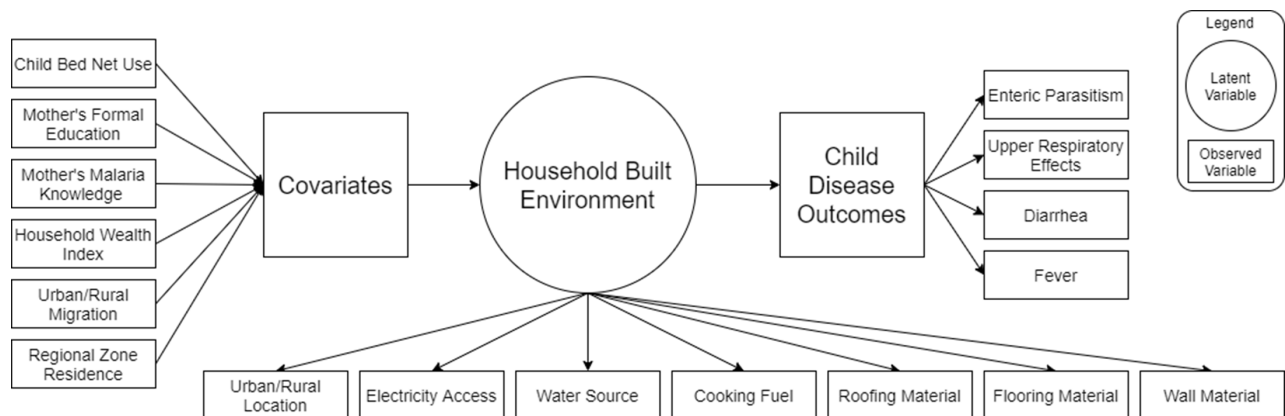 Child Bed Net Use
Mother's Formal
Education
Mother's Malaria
Knowledge
Household Wealth
Index
Urban/Rural
Migration
Regional Zone
Residence
Covariates
Household Built
Environment
Child
Disease
Outcomes
Enteric Parasitism
Upper Respiratory
Effects
Diarrhea
Fever
Legend
Latent
Variable
Observed
Variable
Urban/Rural
Location
Electricity Access
Water Source
Cooking Fuel
Roofing Material
Flooring Material
Wall Material